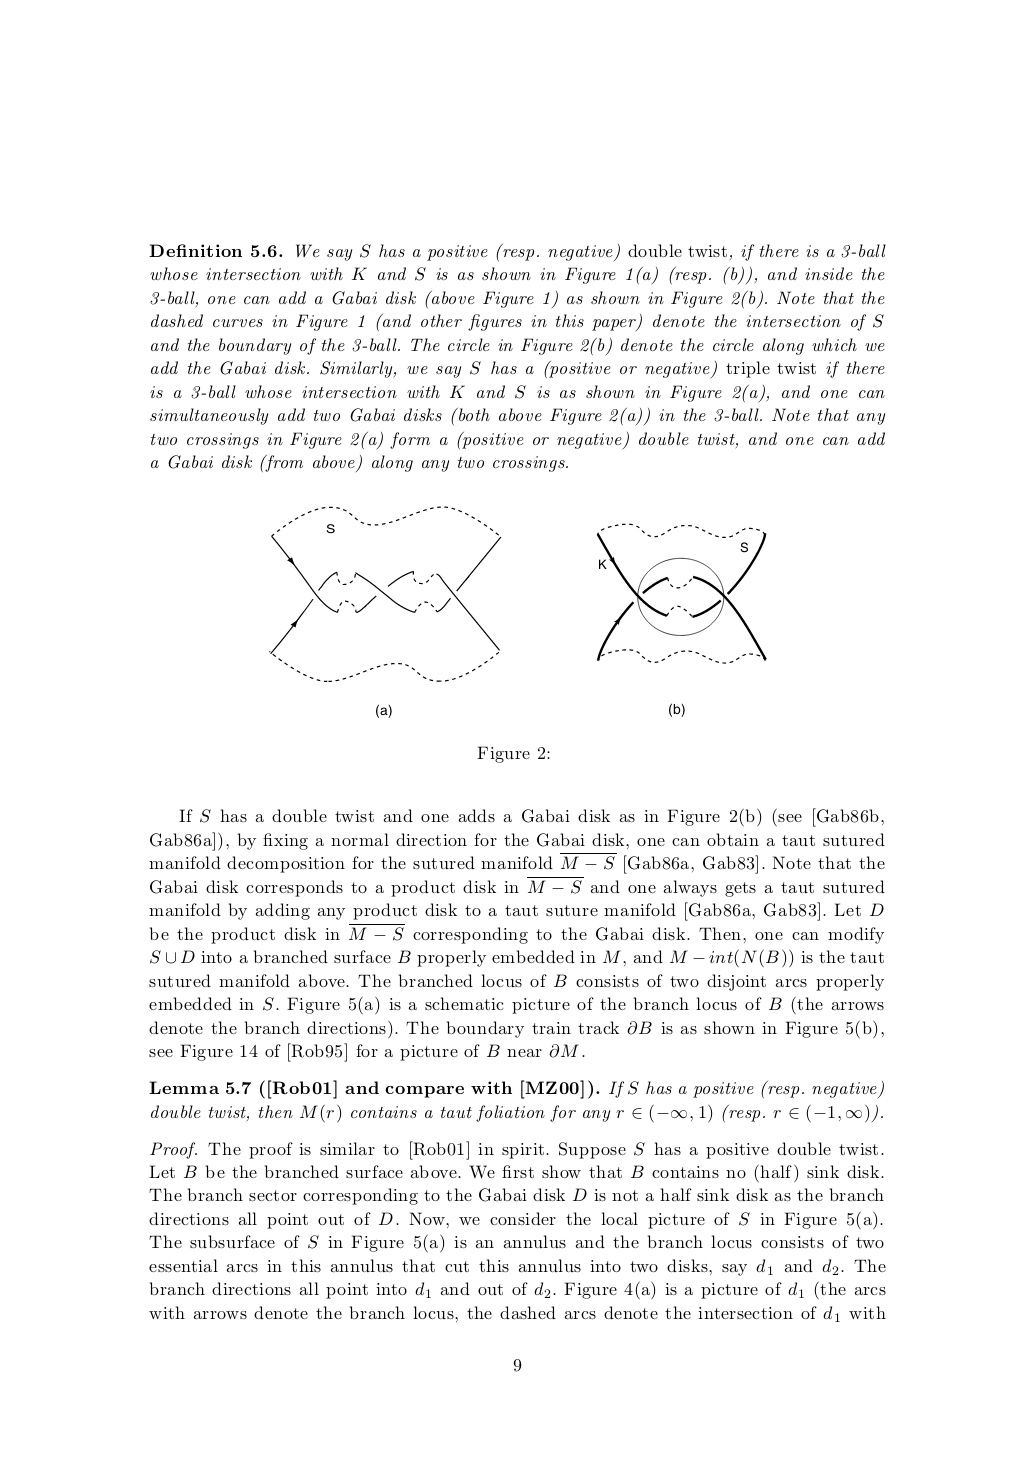 Definition 5.6. We say S has a positive (resp. negative) double twist, if there is a 3-ball
whose intersection with K and S is as shown in Figure 1(a) (resp. (b)), and inside the
3-ball, one can add a Gabai disk (above Figure 1) as shown in Figure 2(b). Note that the
dashed curves in Figure 1 (and other figures in this paper) denote the intersection of S
and the boundary of the 3-ball. The circle in Figure 2(b) denote the circle along which we
add the Gabai disk. Similarly, we say S has a (positive or negative) triple twist if there
is a 3-ball whose intersection with K and S is as shown in Figure 2(a), and one can
simultaneously add two Gabai disks (both above Figure 2(a)) in the 3-ball. Note that any
two crossings in Figure 2(a) form a (positive or negative) double twist, and one can add
a Gabai disk (from above) along any two crossings.
S
S
K
(a)
(b)
Figure 2:
If S has a double twist and one adds a Gabai disk as in Figure 2(b) (see [Gab86b,
Gab86a]), by fixing a normal direction for the Gabai disk, one can obtain a taut sutured
manifold decomposition for the sutured manifold \overline{M − S} [Gab86a, Gab83]. Note that the
Gabai disk corresponds to a product disk in \overline{M − S} and one always gets a taut sutured
manifold by adding any product disk to a taut suture manifold [Gab86a, Gab83]. Let D
be the product disk in \overline{M − S} corresponding to the Gabai disk. Then, one can modify
S ∪ D into a branched surface B properly embedded in M, and M − int(N(B)) is the taut
sutured manifold above. The branched locus of B consists of two disjoint arcs properly
embedded in S. Figure 5(a) is a schematic picture of the branch locus of B (the arrows
denote the branch directions). The boundary train track ∂B is as shown in Figure 5(b),
see Figure 14 of [Rob95] for a picture of B near ∂M.
Lemma 5.7 ([Rob01] and compare with [MZ00]). If S has a positive (resp. negative)
double twist, then M(r) contains a taut foliation for any r ∈ (−∞, 1) (resp. r ∈ (−1, ∞)).
Proof. The proof is similar to [Rob01] in spirit. Suppose S has a positive double twist.
Let B be the branched surface above. We first show that B contains no (half) sink disk.
The branch sector corresponding to the Gabai disk D is not a half sink disk as the branch
directions all point out of D. Now, we consider the local picture of S in Figure 5(a).
The subsurface of S in Figure 5(a) is an annulus and the branch locus consists of two
essential arcs in this annulus that cut this annulus into two disks, say d₁ and d₂. The
branch directions all point into d₁ and out of d₂. Figure 4(a) is a picture of d₁ (the arcs
with arrows denote the branch locus, the dashed arcs denote the intersection of d₁ with
9